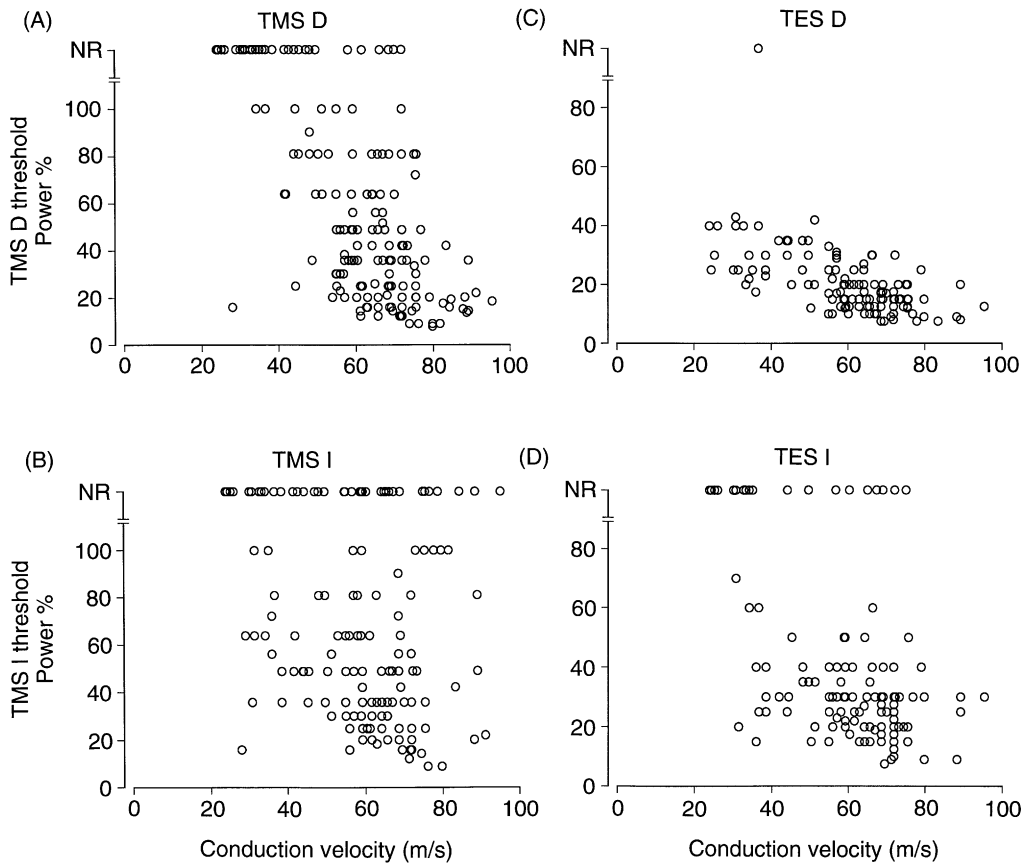 (A)
TMS D
NR
100
80
60
40
20
0
0 20 40 60 80 100
TMS D threshold
Power %
(C)
TES D
NR
80
60
40
20
0
0 20 40 60 80 100
(B)
TMS I
NR
100
80
60
40
20
0
0 20 40 60 80 100
TMS I threshold
Power %
Conduction velocity (m/s)
(D)
TES I
NR
80
60
40
20
0
0 20 40 60 80 100
Conduction velocity (m/s)